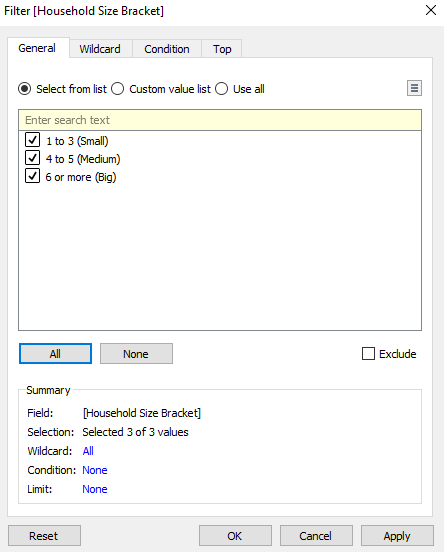 Filter [Household Size Bracket]
General Wildcard Condition Top
Select from list Custom value list Use all
Enter search text
1 to 3 (Small)
4 to 5 (Medium)
6 or more (Big)
All None Exclude
Summary
Field: [Household Size Bracket]
Selection: Selected 3 of 3 values
Wildcard: All
Condition: None
Limit: None
Reset OK Cancel Apply